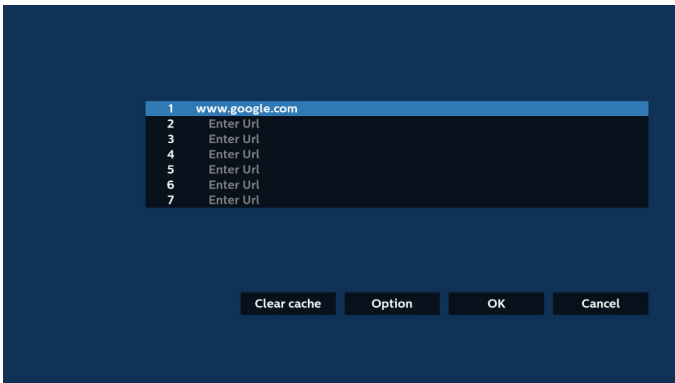 1 www.google.com
2 Enter Url
3 Enter Url
4 Enter Url
5 Enter Url
6 Enter Url
7 Enter Url
Clear cache Option OK Cancel